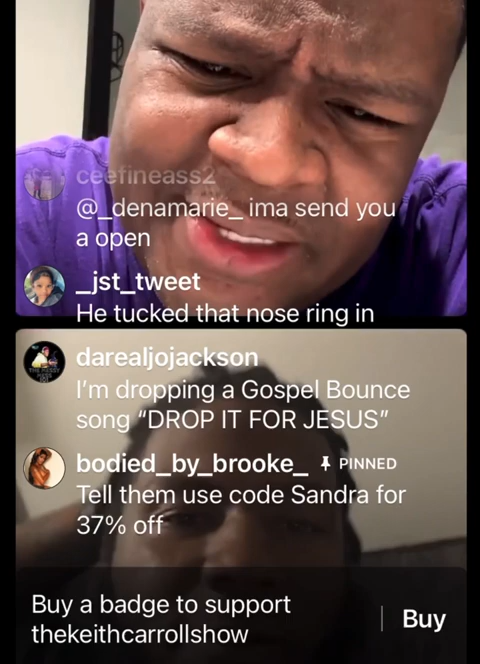 ceefineass2
@_denamarie_ ima send you
a open
_jst_tweet
He tucked that nose ring in
darealjojackson
I'm dropping a Gospel Bounce
song "DROP IT FOR JESUS"
bodied_by_brooke_ PINNED
Tell them use code Sandra for
37% off
Buy a badge to support
thekeithcarrollshow
Buy